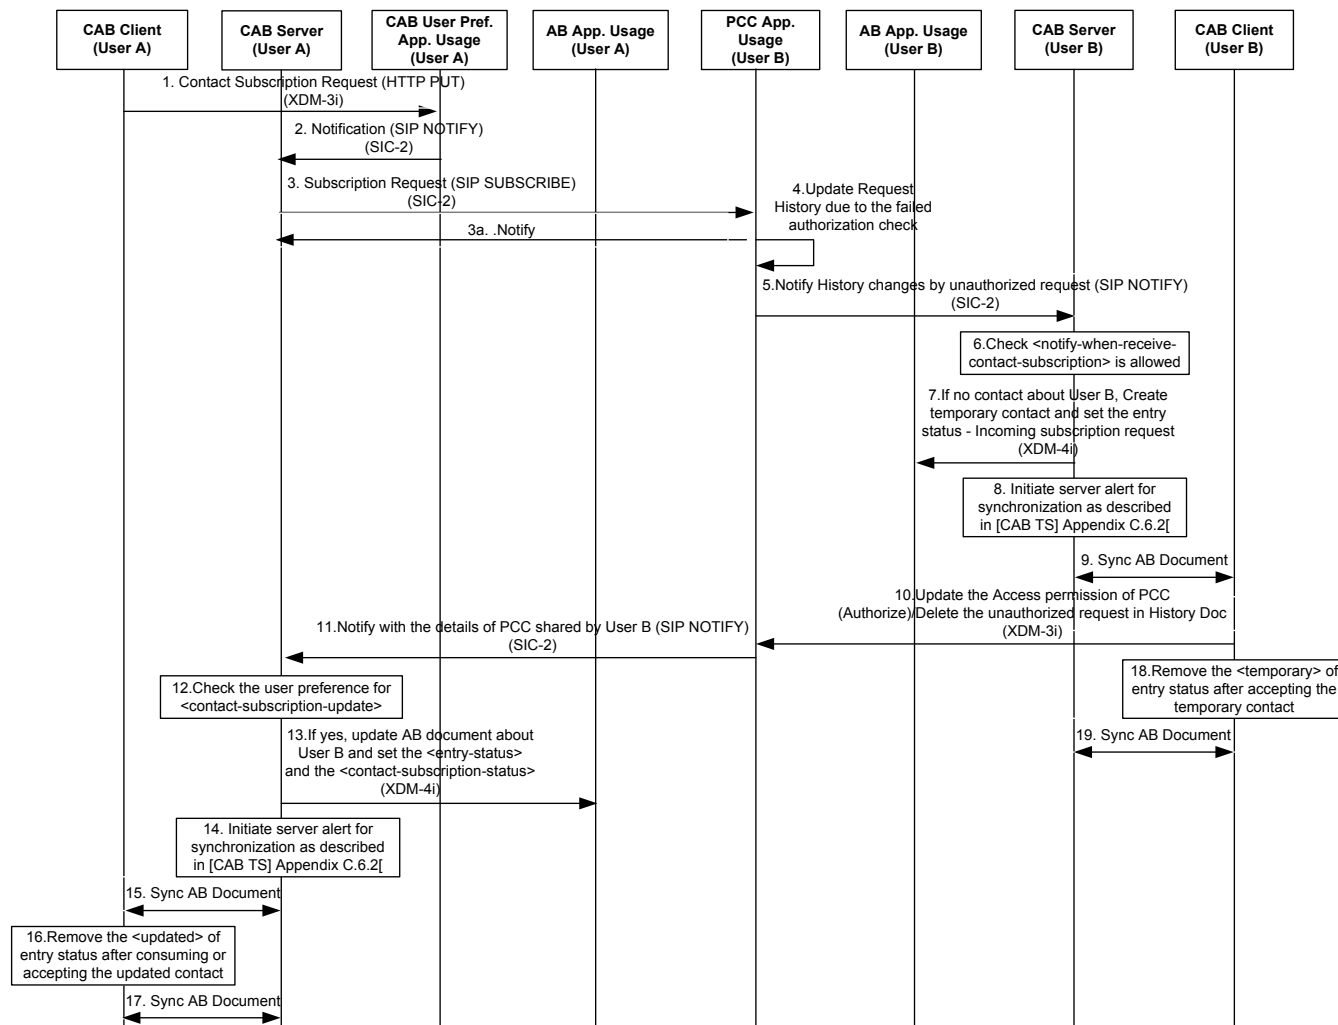 CAB Client
(User A)
CAB Server
(User A)
CAB User Pref.
App. Usage
(User A)
AB App. Usage
(User A)
PCC App.
Usage
(User B)
AB App. Usage
(User B)
CAB Server
(User B)
CAB Client
(User B)
1. Contact Subscription Request (HTTP PUT)
(XDM-3i)
2. Notification (SIP NOTIFY)
(SIC-2)
3. Subscription Request (SIP SUBSCRIBE)
(SIC-2)
3a. .Notify
4.Update Request
History due to the failed
authorization check
5.Notify History changes by unauthorized request (SIP NOTIFY)
(SIC-2)
6.Check <notify-when-receive-
contact-subscription> is allowed
7.If no contact about User B, Create
temporary contact and set the entry
status - Incoming subscription request
(XDM-4i)
8. Initiate server alert for
synchronization as described
in [CAB TS] Appendix C.6.2[
9. Sync AB Document
10.Update the Access permission of PCC
(Authorize)/Delete the unauthorized request in History Doc
(XDM-3i)
11.Notify with the details of PCC shared by User B (SIP NOTIFY)
(SIC-2)
12.Check the user preference for
<contact-subscription-update>
18.Remove the <temporary> of
entry status after accepting the
temporary contact
13.If yes, update AB document about
User B and set the <entry-status>
and the <contact-subscription-status>
(XDM-4i)
19. Sync AB Document
14. Initiate server alert for
synchronization as described
in [CAB TS] Appendix C.6.2[
15. Sync AB Document
16.Remove the <updated> of
entry status after consuming or
accepting the updated contact
17. Sync AB Document